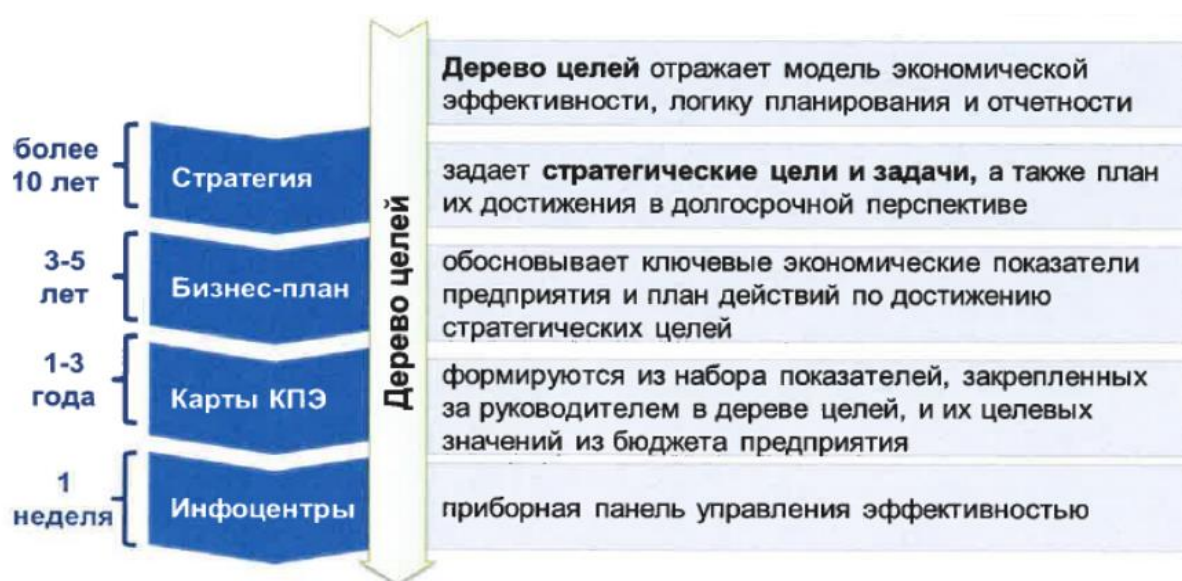 Дерево целей отражает модель экономической
эффективности, логику планирования и отчетности
более
10 лет
Стратегия
задает стратегические цели и задачи, а также план
их достижения в долгосрочной перспективе
3-5
лет
Бизнес-план
обосновывает ключевые экономические показатели
предприятия и план действий по достижению
стратегических целей
1-3
года
Карты КПЭ
формируются из набора показателей, закрепленных
за руководителем в дереве целей, и их целевых
значений из бюджета предприятия
1
неделя
Инфоцентры
приборная панель управления эффективностью
Дерево целей